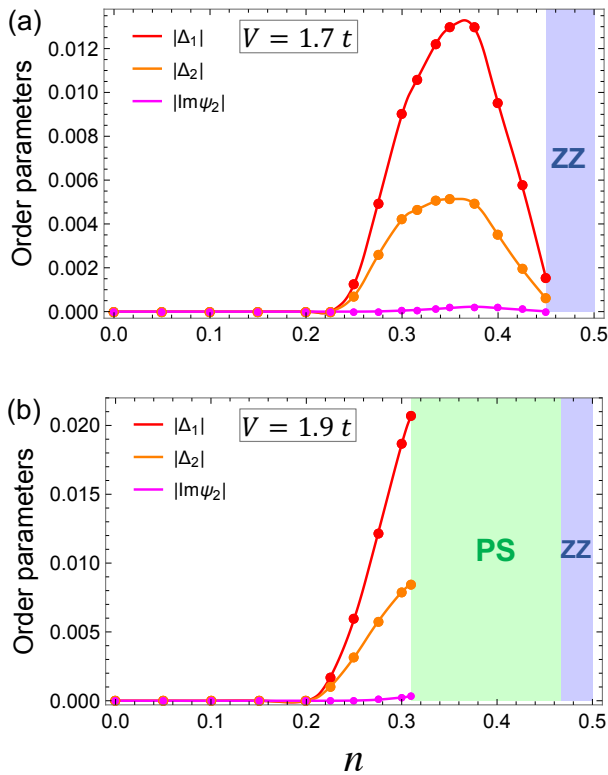 (a)
V = 1.7 t
|Δ₁|
|Δ₂|
|Imψ₂|
Order parameters
0.012
0.010
0.008
0.006
0.004
0.002
0.000
ZZ
0.0 0.1 0.2 0.3 0.4 0.5
(b)
V = 1.9 t
|Δ₁|
|Δ₂|
|Imψ₂|
Order parameters
0.020
0.015
0.010
0.005
0.000
PS
ZZ
0.0 0.1 0.2 0.3 0.4 0.5
n